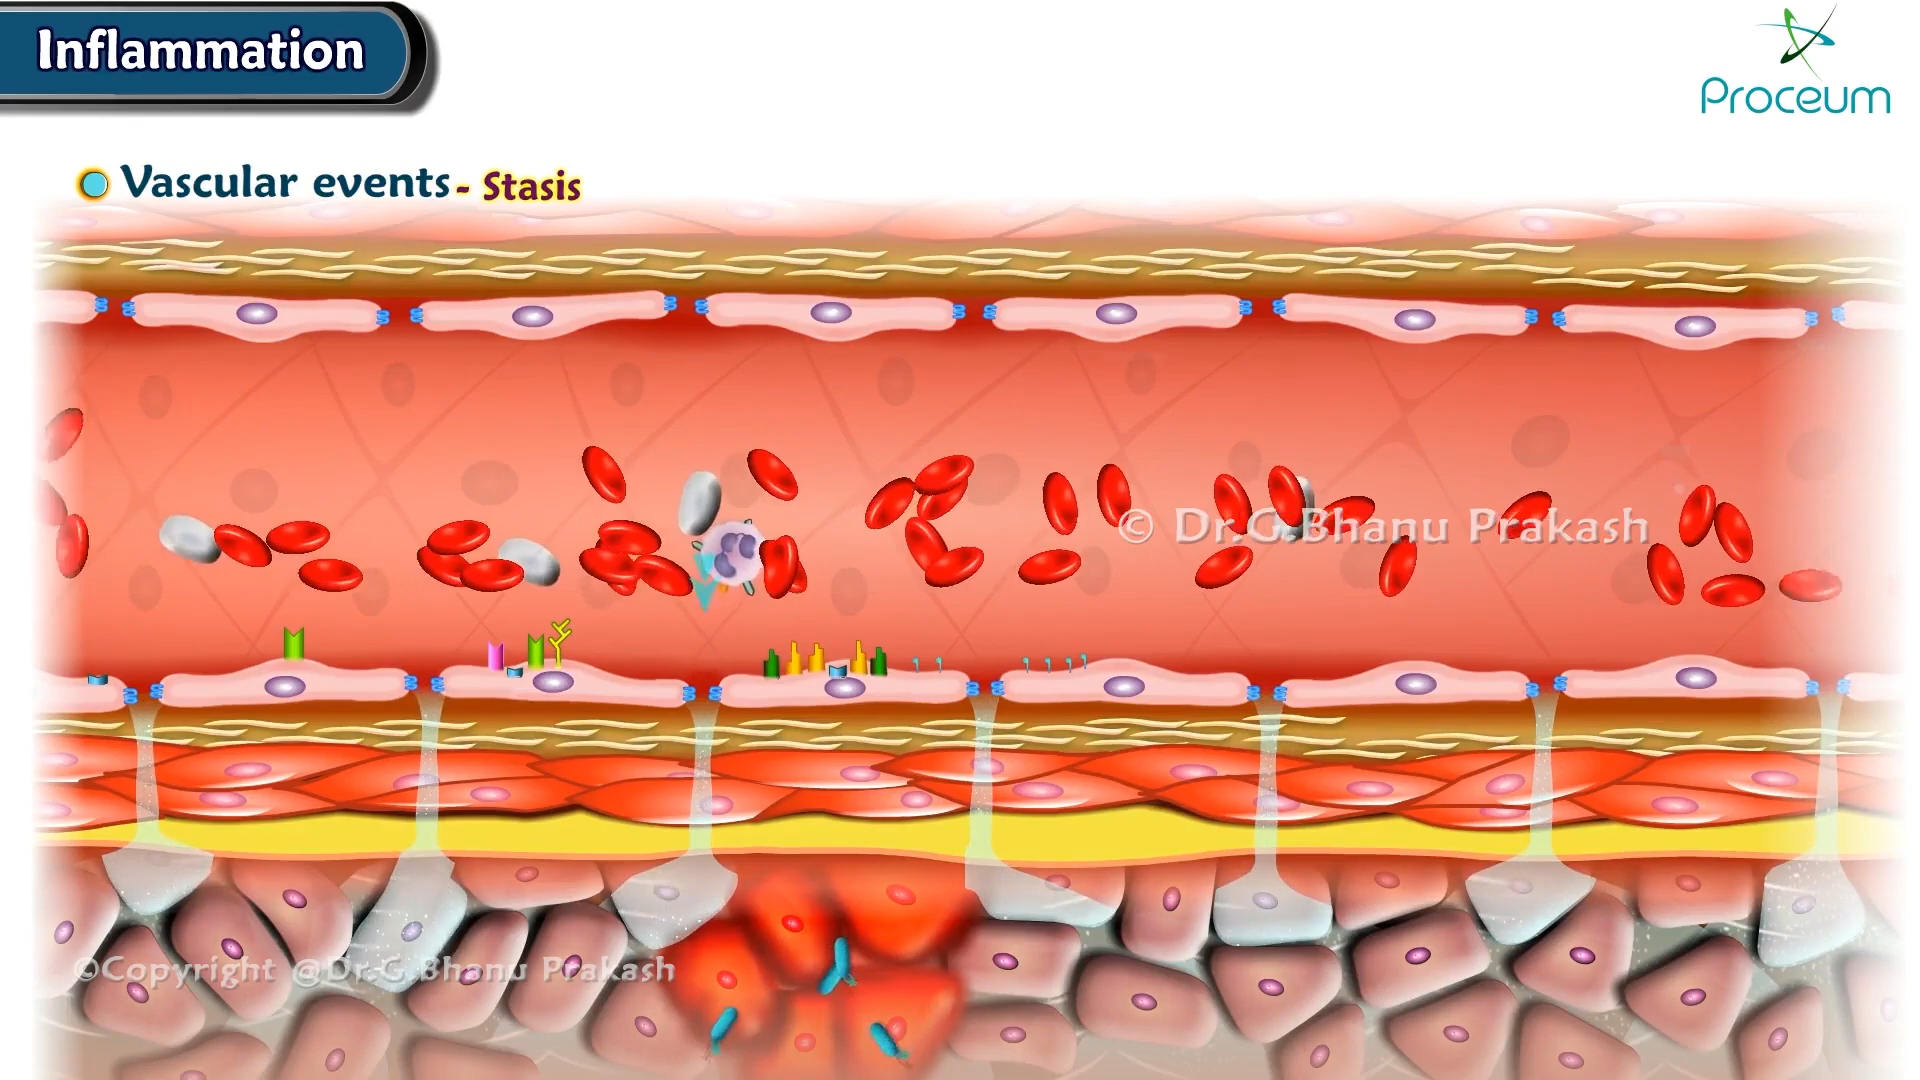 Inflammation
Proceum
Vascular events - Stasis
© Dr.G.Bhanu Prakash
©Copyright @Dr.G.Bhanu Prakash